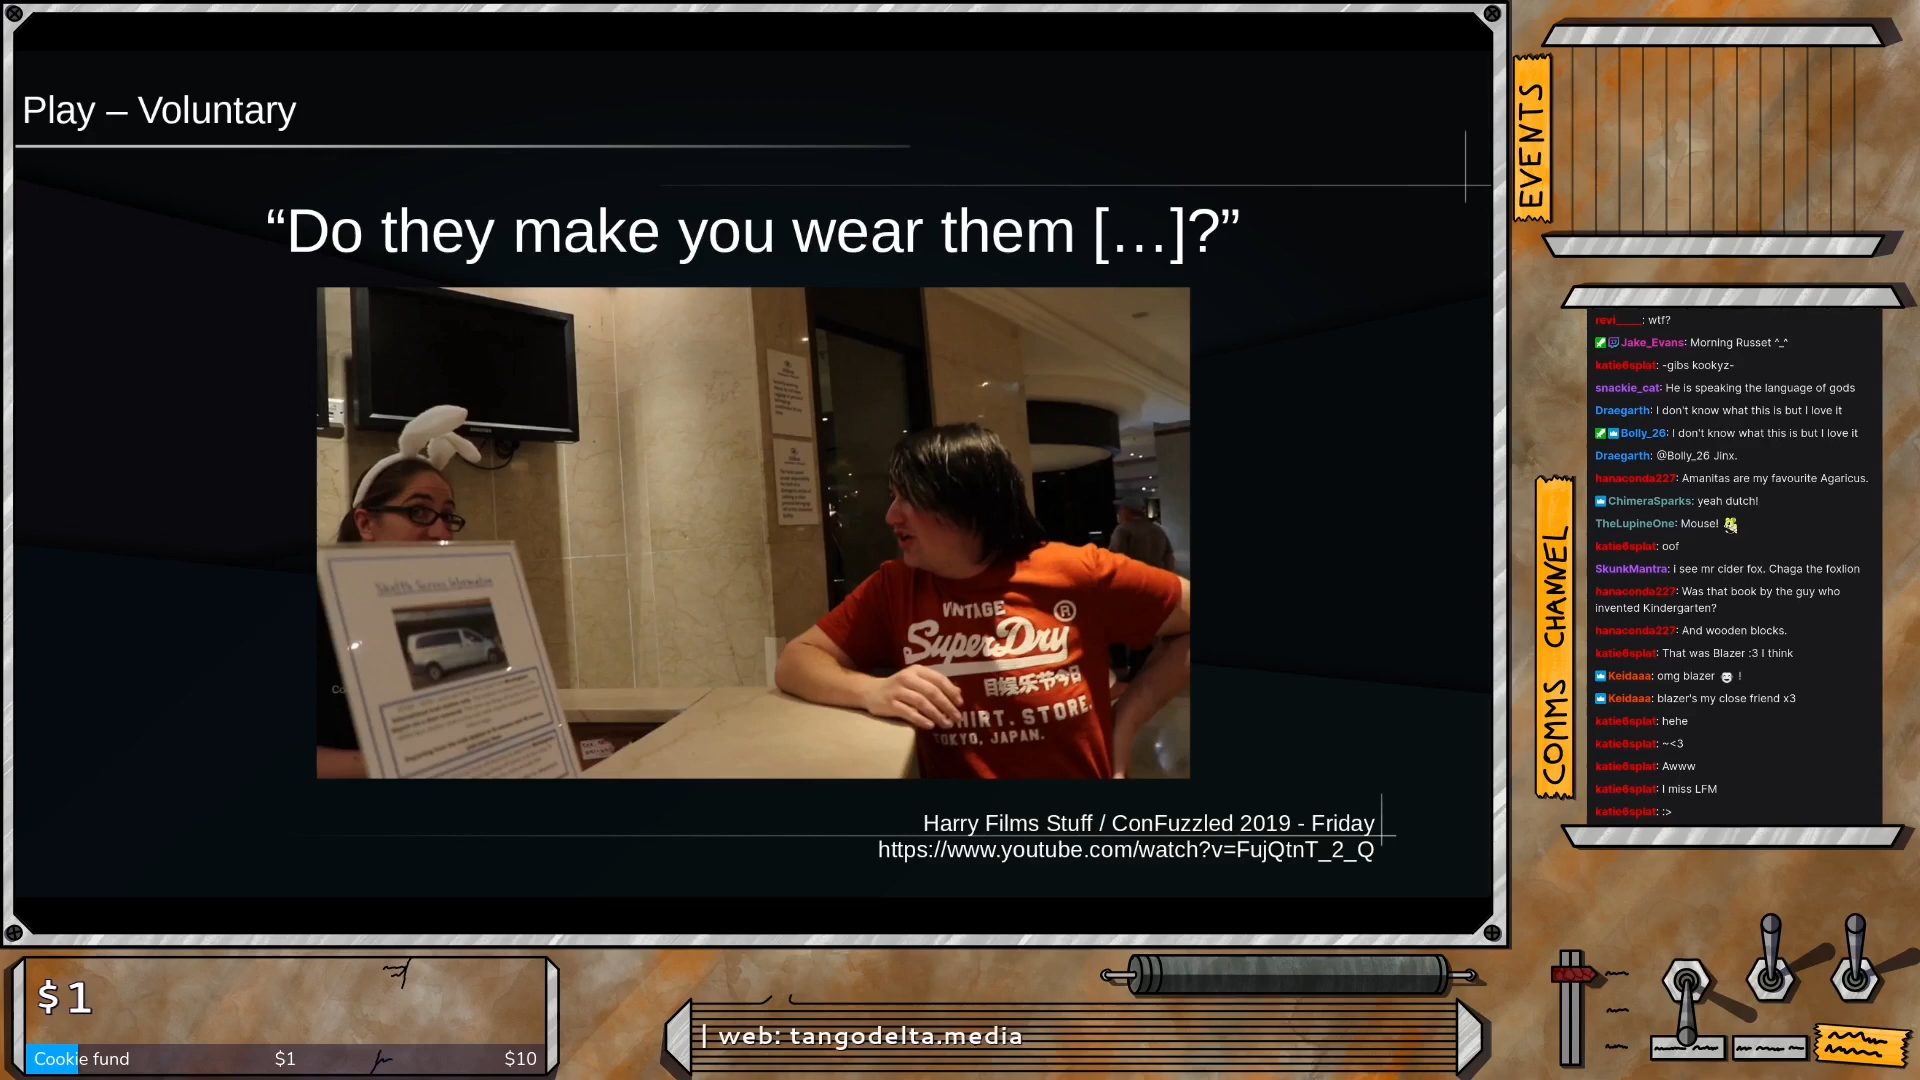 Play – Voluntary
“Do they make you wear them […]?”
VINTAGE
®
SuperDry
T.SHIRT.STORE.
TOKYO, JAPAN.
Harry Films Stuff / ConFuzzled 2019 - Friday
https://www.youtube.com/watch?v=FujQtnT_2_Q
EVENTS
COMMS CHANNEL
revi____: wtf?
Jake_Evans: Morning Russet ^_^
katie6splat: -gibs kookyz-
snackie_cat: He is speaking the language of gods
Draegarth: I don't know what this is but I love it
Bolly_26: I don't know what this is but I love it
Draegarth: @Bolly_26 Jinx.
hanaconda227: Amanitas are my favourite Agaricus.
ChimeraSparks: yeah dutch!
TheLupineOne: Mouse!
katie6splat: oof
SkunkMantra: i see mr cider fox. Chaga the foxlion
hanaconda227: Was that book by the guy who
invented Kindergarten?
hanaconda227: And wooden blocks.
katie6splat: That was Blazer :3 I think
Keidaaa: omg blazer !
Keidaaa: blazer's my close friend x3
katie6splat: hehe
katie6splat: ~<3
katie6splat: Awww
katie6splat: I miss LFM
katie6splat: :>
$1
Cookie fund $1 $10
| web: tangodelta.media